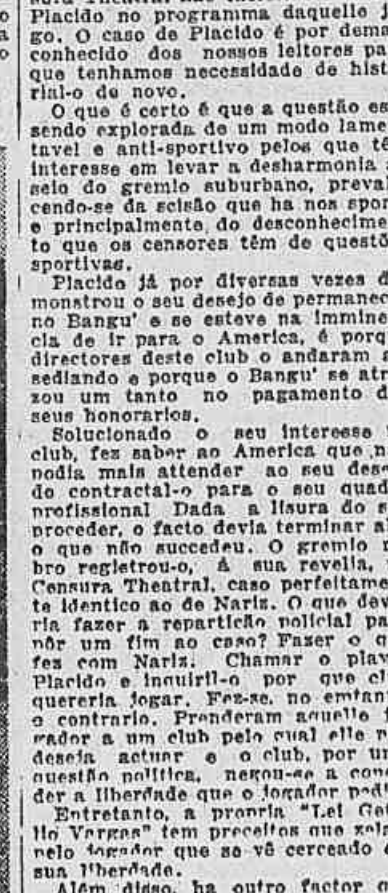 Placido no programma daquelle j
go. O caso de Placido é por dema
conhecido dos nossos leitores pa
que tenhamos necessidade de hist
rial-o de novo.
O que é certo é que a questão es
sendo explorada de um modo lame
tavel e anti-sportivo pelos que tê
interesse em levar a desharmonia
seio do gremio suburbano, preva
cendo-se da scisão que ha nos spor
e principalmente, do desconhecime
to que os censores têm de questõ
sportivas.
Placido já por diversas vezes d
monstrou o seu desejo de permanec
no Bangu' e se esteve na immine
cia de ir para o America, é porq
directores deste club o andaram a
sediando e porque o Bangu' se atr
zou um tanto no pagamento d
seus honorarios.
Solucionado o seu interesse
club, fez saber ao America que n
podia mais attender ao seu dese
de contractal-o para o seu quad
profissional Dada a lisura do s
proceder, o facto devia terminar a
o que não succedeu. O gremio r
bro registrou-o, á sua revelia,
Censura Theatral, caso perfeitame
te identico ao de Nariz. O que dev
ria fazer a repartição policial pa
pôr um fim ao caso? Fazer o q
fez com Nariz. Chamar o play
Placido e inquiril-o por que cl
quereria jogar. Fez-se, no emtan
o contrario. Prenderam aquelle j
gador a um club pelo qual elle n
deseja actuar e o club, por um
questão politica, negou-se a con
der a liberdade que o jogador ped
Entretanto, a propria "Lei Get
lio Vargas" tem preceitos que zela
pelo jogador que se vê cerceado
sua liberdade.
Além disso, ha outro factor